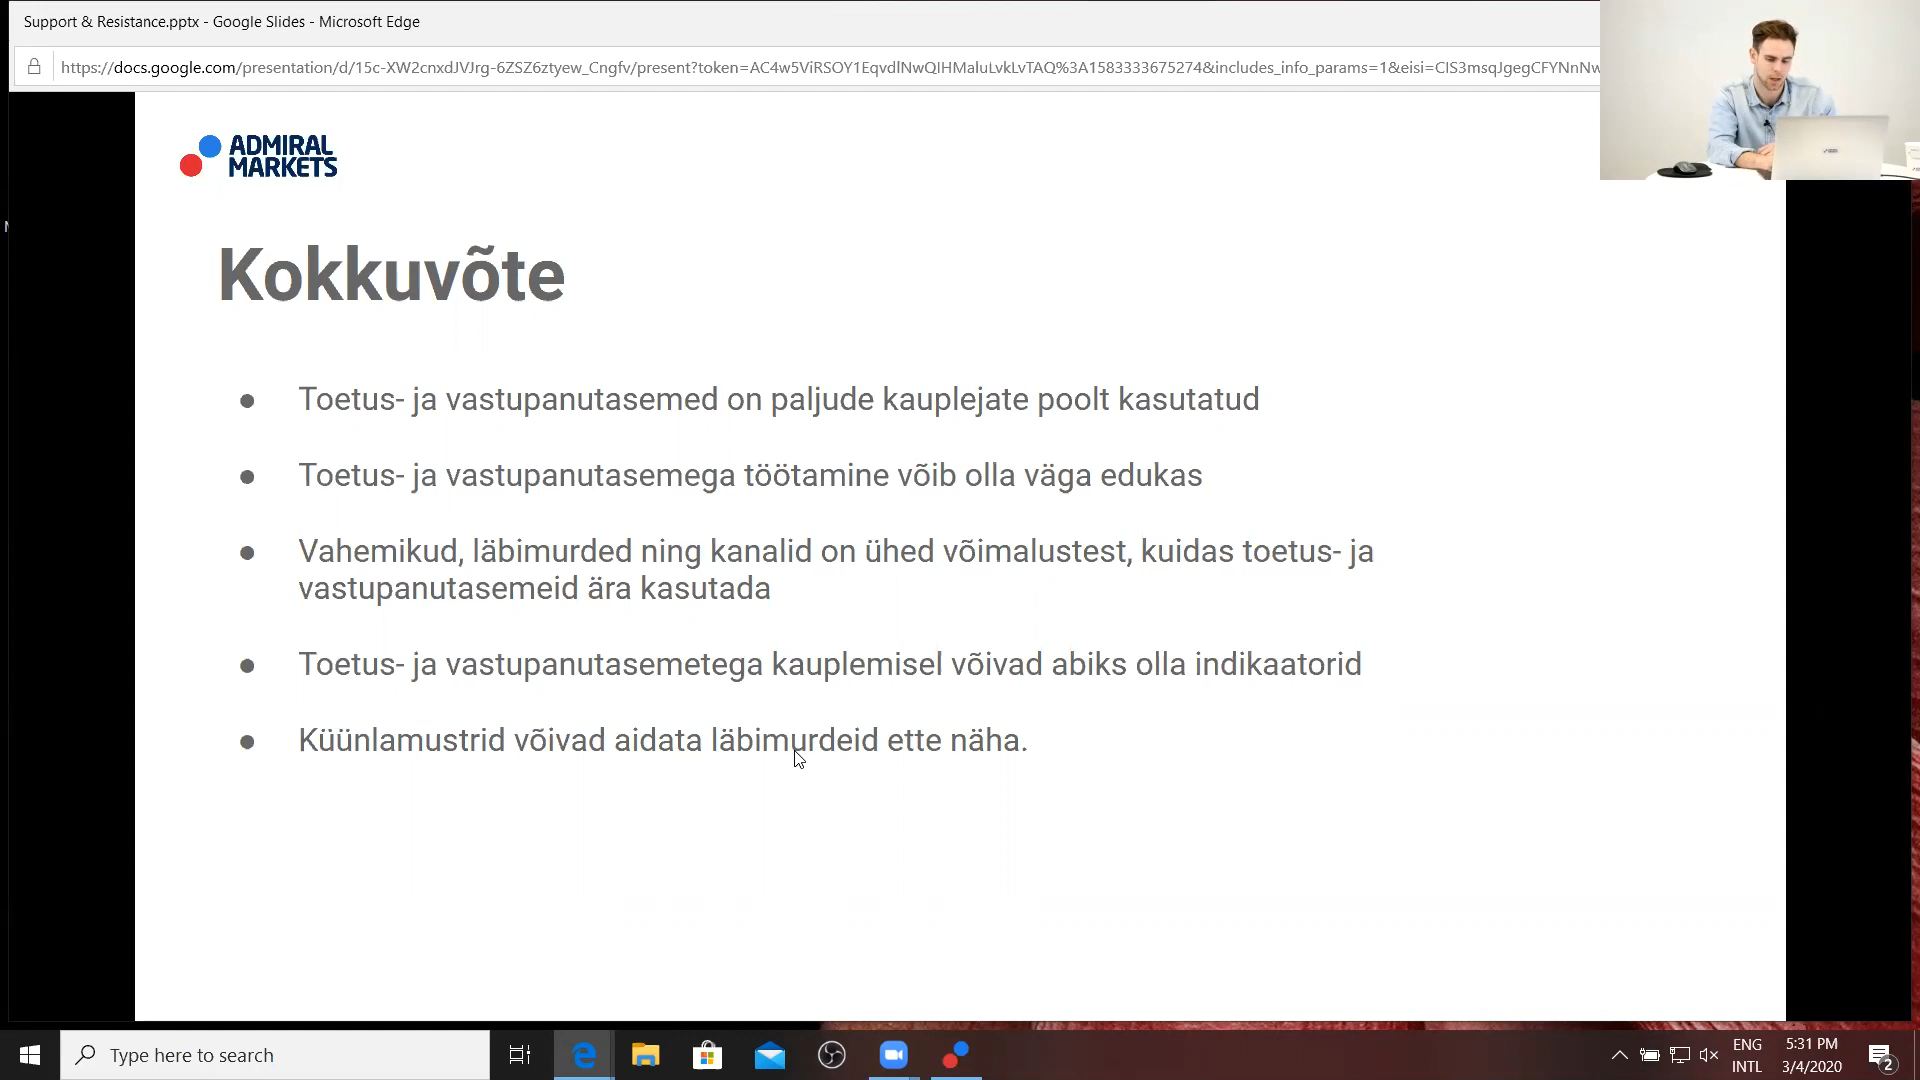 Support & Resistance.pptx - Google Slides - Microsoft Edge
https://docs.google.com/presentation/d/15c-XW2cnxdJVJrg-6ZSZ6ztyew_Cngfv/present?token=AC4w5ViRSOY1EqvdlNwQIHMaluLvkLvTAQ%3A1583333675274&includes_info_params=1&eisi=CIS3msqJgegCFYNnNw
ADMIRAL
MARKETS
Kokkuvõte
● Toetus- ja vastupanutasemed on paljude kauplejate poolt kasutatud
● Toetus- ja vastupanutasemega töötamine võib olla väga edukas
● Vahemikud, läbimurded ning kanalid on ühed võimalustest, kuidas toetus- ja
vastupanutasemeid ära kasutada
● Toetus- ja vastupanutasemetega kauplemisel võivad abiks olla indikaatorid
● Küünlamustrid võivad aidata läbimurdeid ette näha.
Type here to search
ENG
INTL
5:31 PM
3/4/2020
2